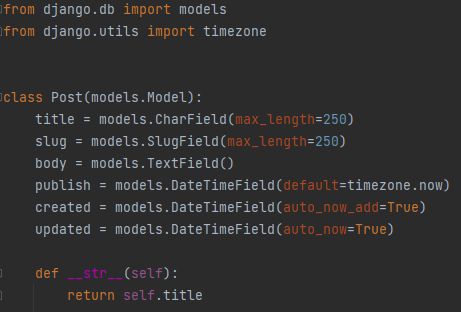 from django.db import models
from django.utils import timezone
class Post(models.Model):
    title = models.CharField(max_length=250)
    slug = models.SlugField(max_length=250)
    body = models.TextField()
    publish = models.DateTimeField(default=timezone.now)
    created = models.DateTimeField(auto_now_add=True)
    updated = models.DateTimeField(auto_now=True)
    def __str__(self):
        return self.title